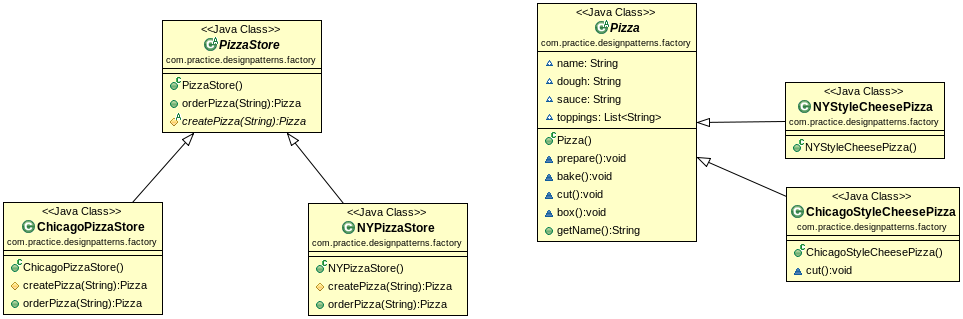 <<Java Class>>
PizzaStore
com.practice.designpatterns.factory
PizzaStore()
orderPizza(String):Pizza
createPizza(String):Pizza
<<Java Class>>
ChicagoPizzaStore
com.practice.designpatterns.factory
ChicagoPizzaStore()
createPizza(String):Pizza
orderPizza(String):Pizza
<<Java Class>>
NYPizzaStore
com.practice.designpatterns.factory
NYPizzaStore()
createPizza(String):Pizza
orderPizza(String):Pizza
<<Java Class>>
Pizza
com.practice.designpatterns.factory
name: String
dough: String
sauce: String
toppings: List<String>
Pizza()
prepare():void
bake():void
cut():void
box():void
getName():String
<<Java Class>>
NYStyleCheesePizza
com.practice.designpatterns.factory
NYStyleCheesePizza()
<<Java Class>>
ChicagoStyleCheesePizza
com.practice.designpatterns.factory
ChicagoStyleCheesePizza()
cut():void